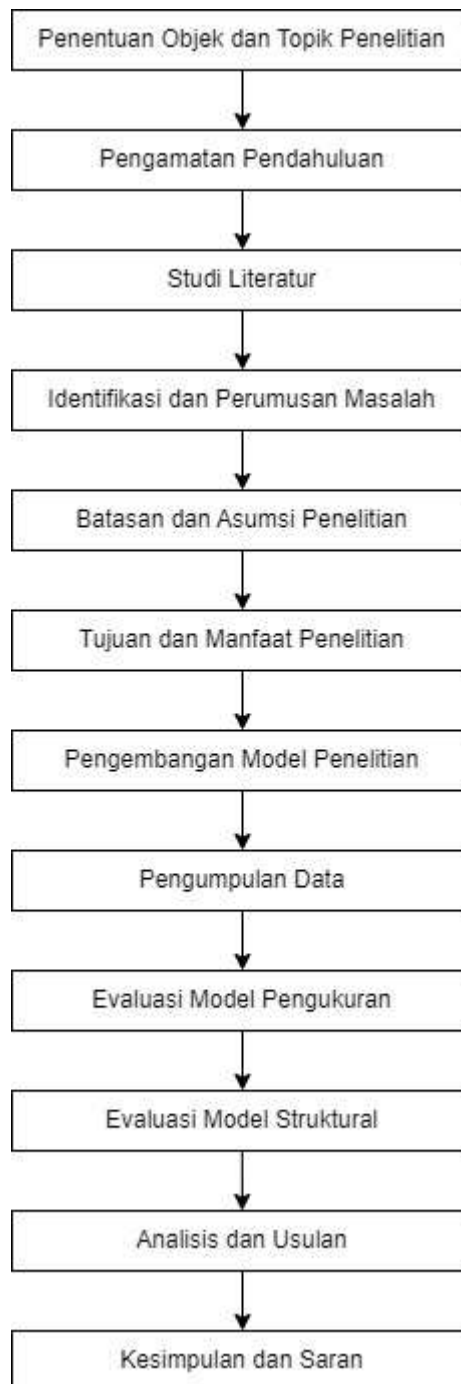 Penentuan Objek dan Topik Penelitian
Pengamatan Pendahuluan
Studi Literatur
Identifikasi dan Perumusan Masalah
Batasan dan Asumsi Penelitian
Tujuan dan Manfaat Penelitian
Pengembangan Model Penelitian
Pengumpulan Data
Evaluasi Model Pengukuran
Evaluasi Model Struktural
Analisis dan Usulan
Kesimpulan dan Saran